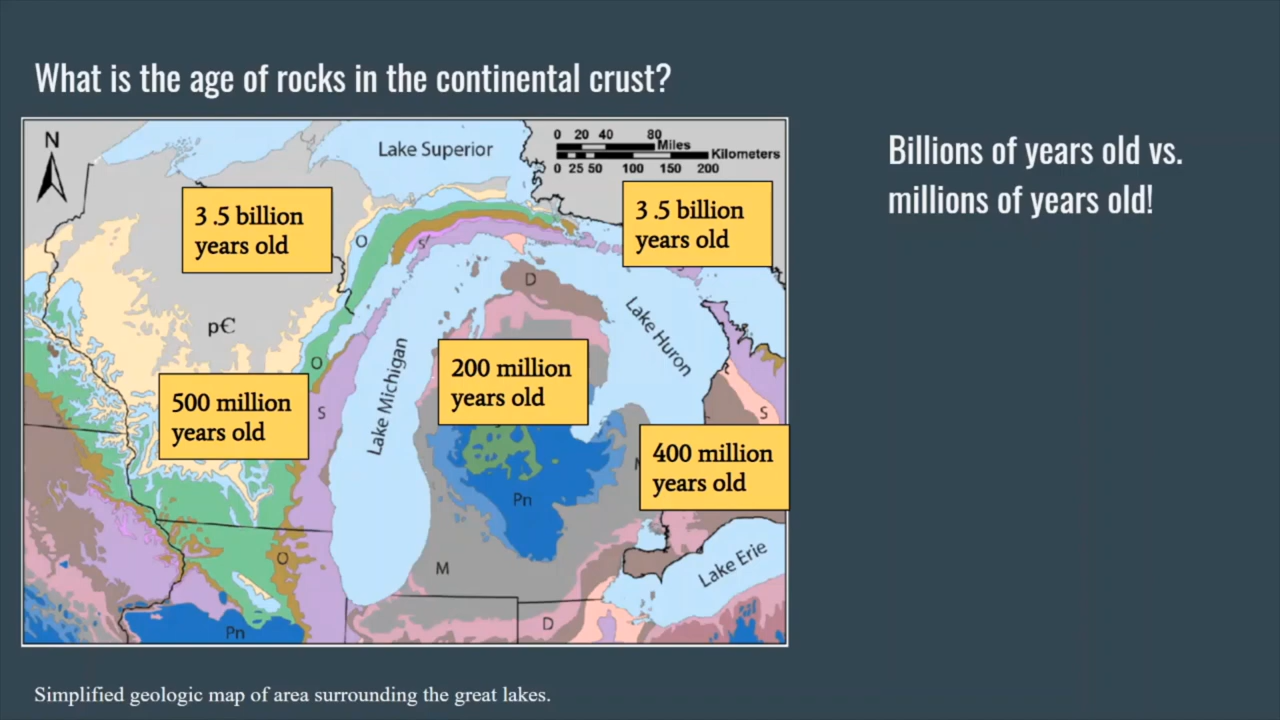 What is the age of rocks in the continental crust?
Billions of years old vs.
millions of years old!
N
Lake Superior
0 20 40 80
Miles
Kilometers
0 25 50 100 150 200
3 .5 billion
years old
3 .5 billion
years old
O
S
S
D
Lake Huron
pЄ
Lake Michigan
O
200 million
years old
500 million
years old
S
S
400 million
years old
M
Pn
O
M
Lake Erie
D
Pn
Simplified geologic map of area surrounding the great lakes.